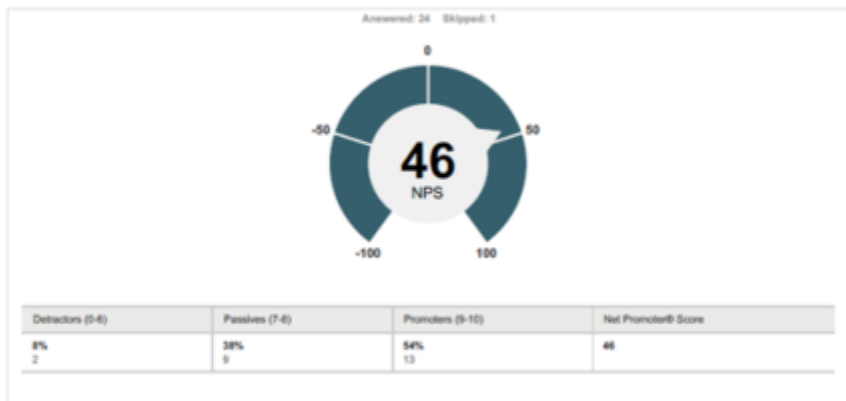 Answered: 24 Skipped: 1
0
-50
50
46
NPS
-100
100
Detractors (0-6) Passives (7-8) Promoters (9-10) Net Promoter® Score
8% 38% 54% 46
2 9 13